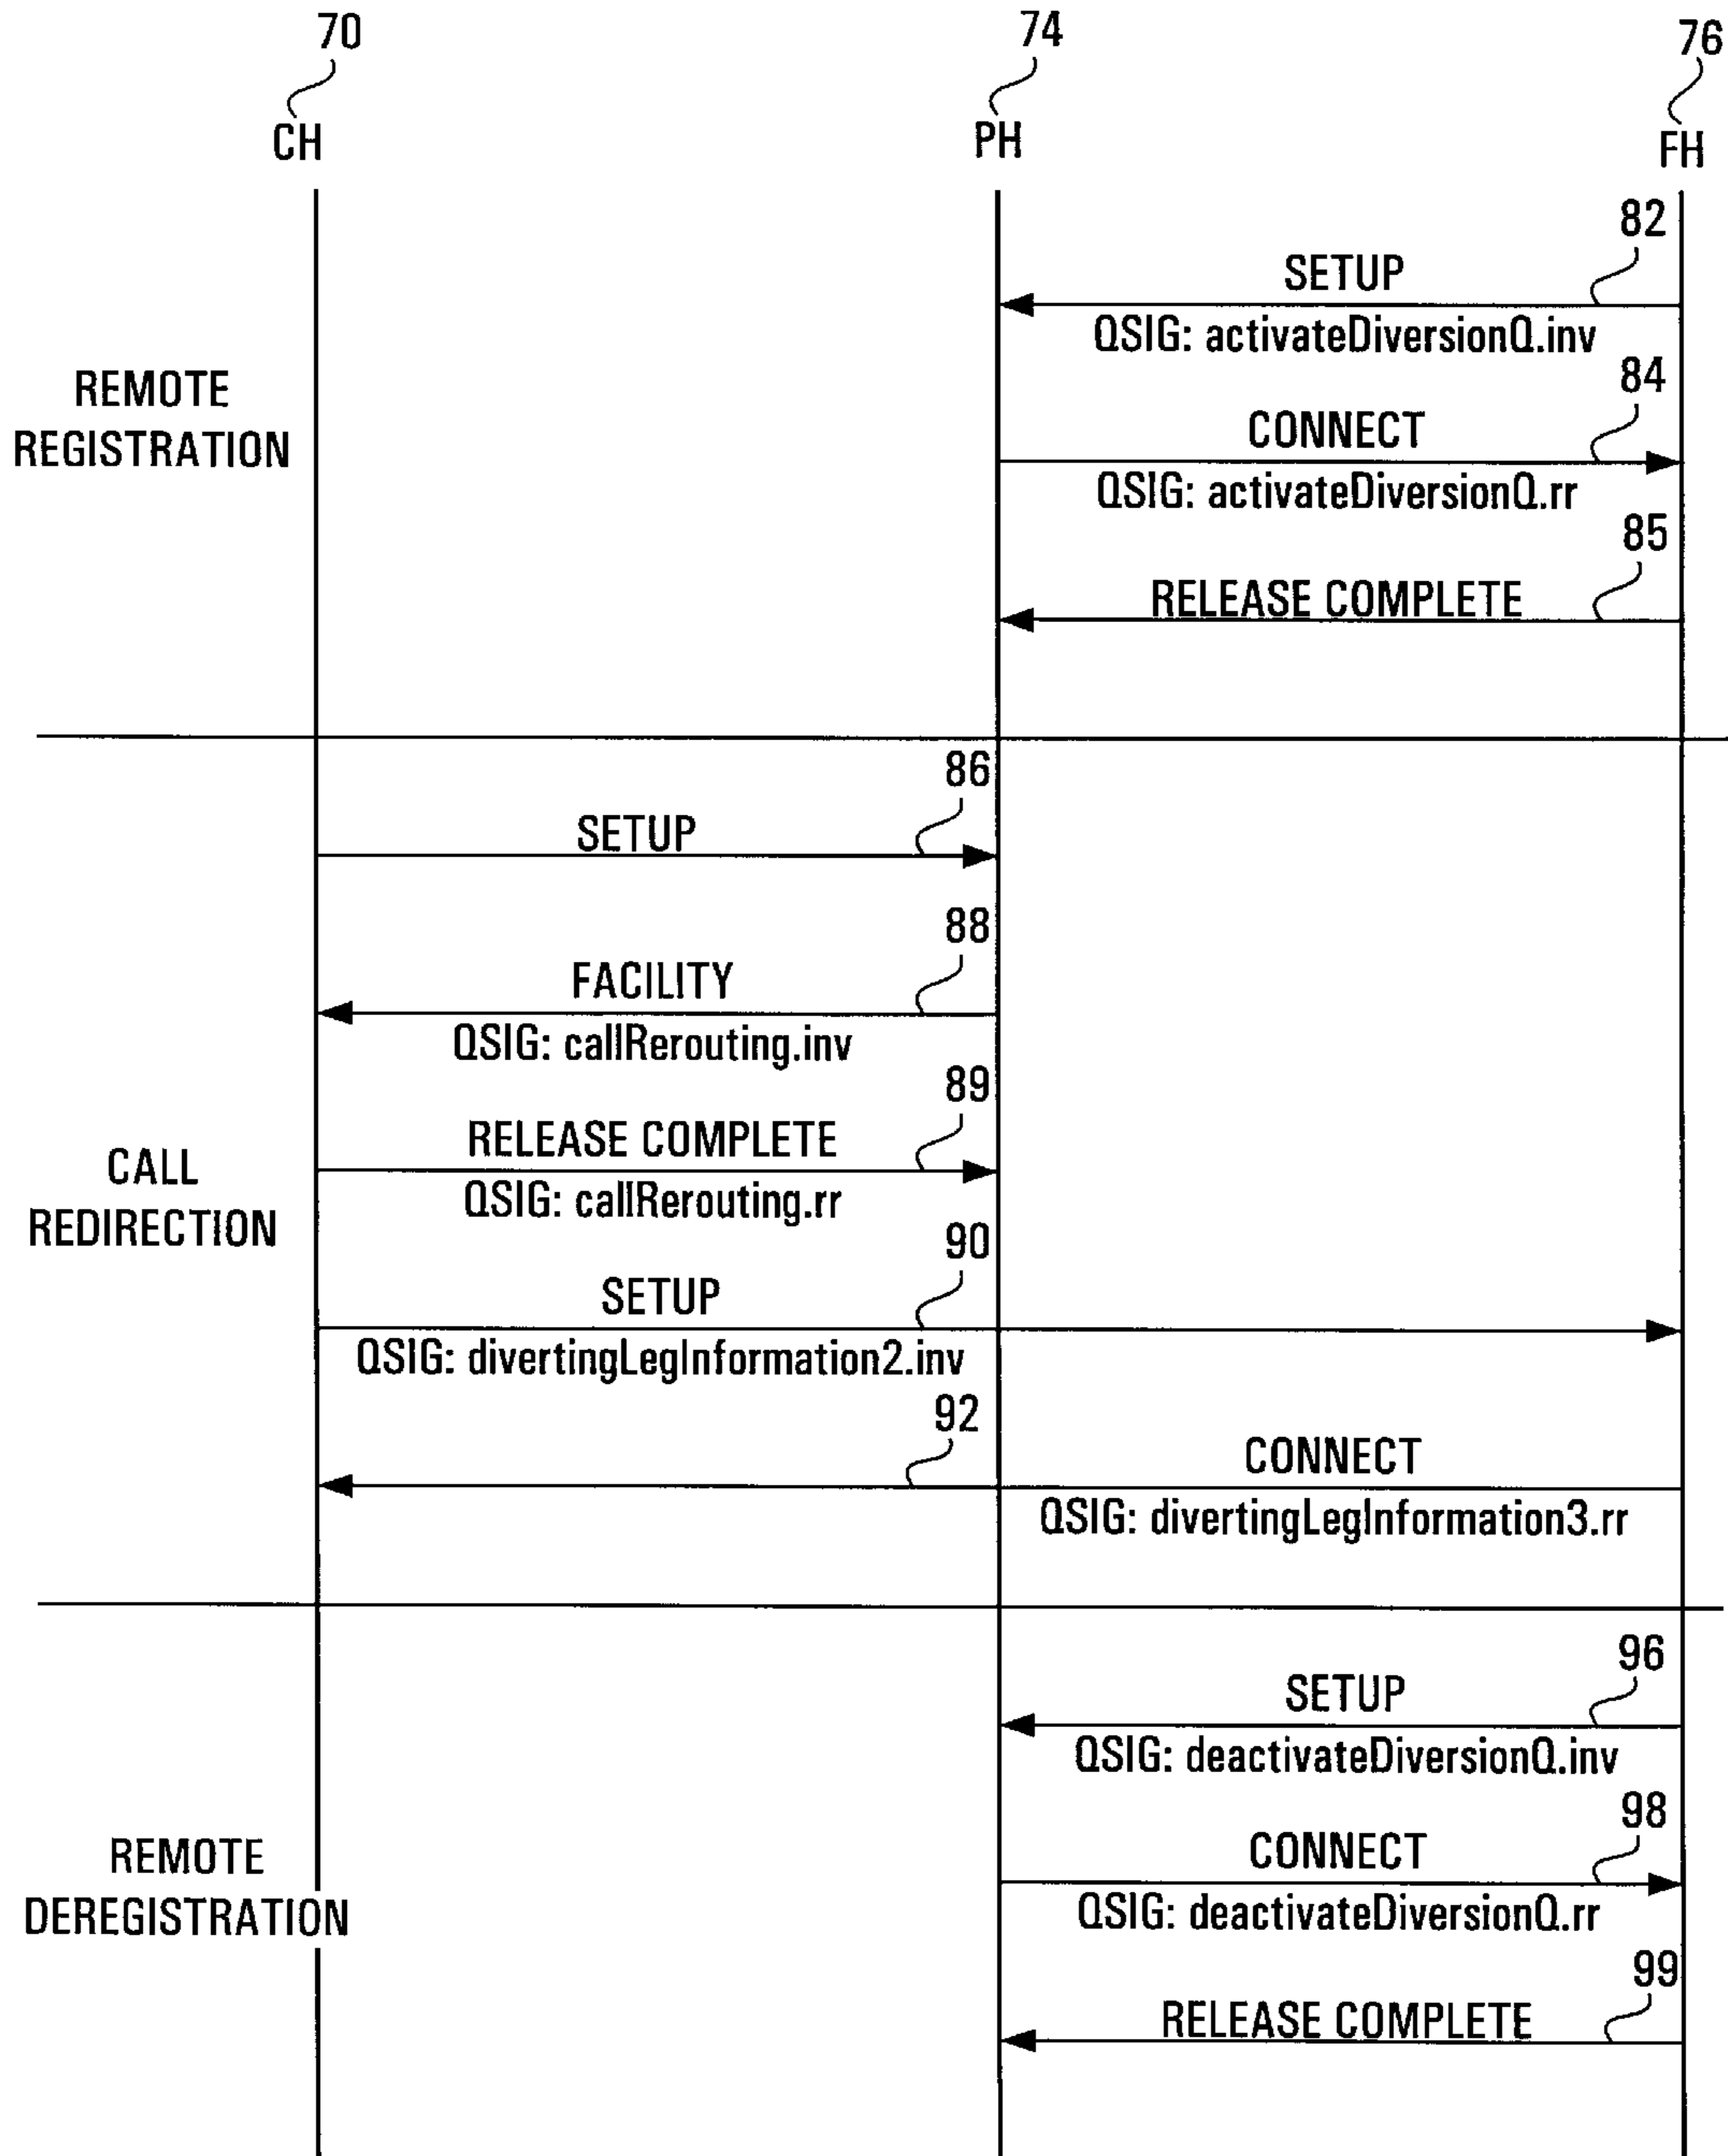 70
74
76
CH
PH
FH
82
SETUP
QSIG: activateDiversionQ.inv
REMOTE
REGISTRATION
84
CONNECT
QSIG: activateDiversionQ.rr
85
RELEASE COMPLETE
86
SETUP
88
FACILITY
QSIG: callRerouting.inv
89
RELEASE COMPLETE
QSIG: callRerouting.rr
CALL
REDIRECTION
90
SETUP
QSIG: divertingLegInformation2.inv
92
CONNECT
QSIG: divertingLegInformation3.rr
96
SETUP
QSIG: deactivateDiversionQ.inv
REMOTE
DEREGISTRATION
98
CONNECT
QSIG: deactivateDiversionQ.rr
99
RELEASE COMPLETE